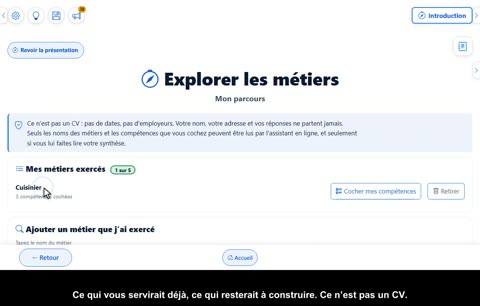 Introduction
Revoir la présentation
Explorer les métiers
Mon parcours
Ce n'est pas un CV : pas de dates, pas d'employeurs. Votre nom, votre adresse et vos réponses ne partent jamais.
Seuls les noms des métiers et les compétences que vous cochez peuvent être lus par l'assistant en ligne, et seulement
si vous lui faites lire votre synthèse.
Mes métiers exercés 1 sur 5
Cuisinier
3 compétences cochées
Cocher mes compétences
Retirer
Ajouter un métier que j'ai exercé
Tapez le nom du métier
← Retour
Accueil
Ce qui vous servirait déjà, ce qui resterait à construire. Ce n'est pas un CV.